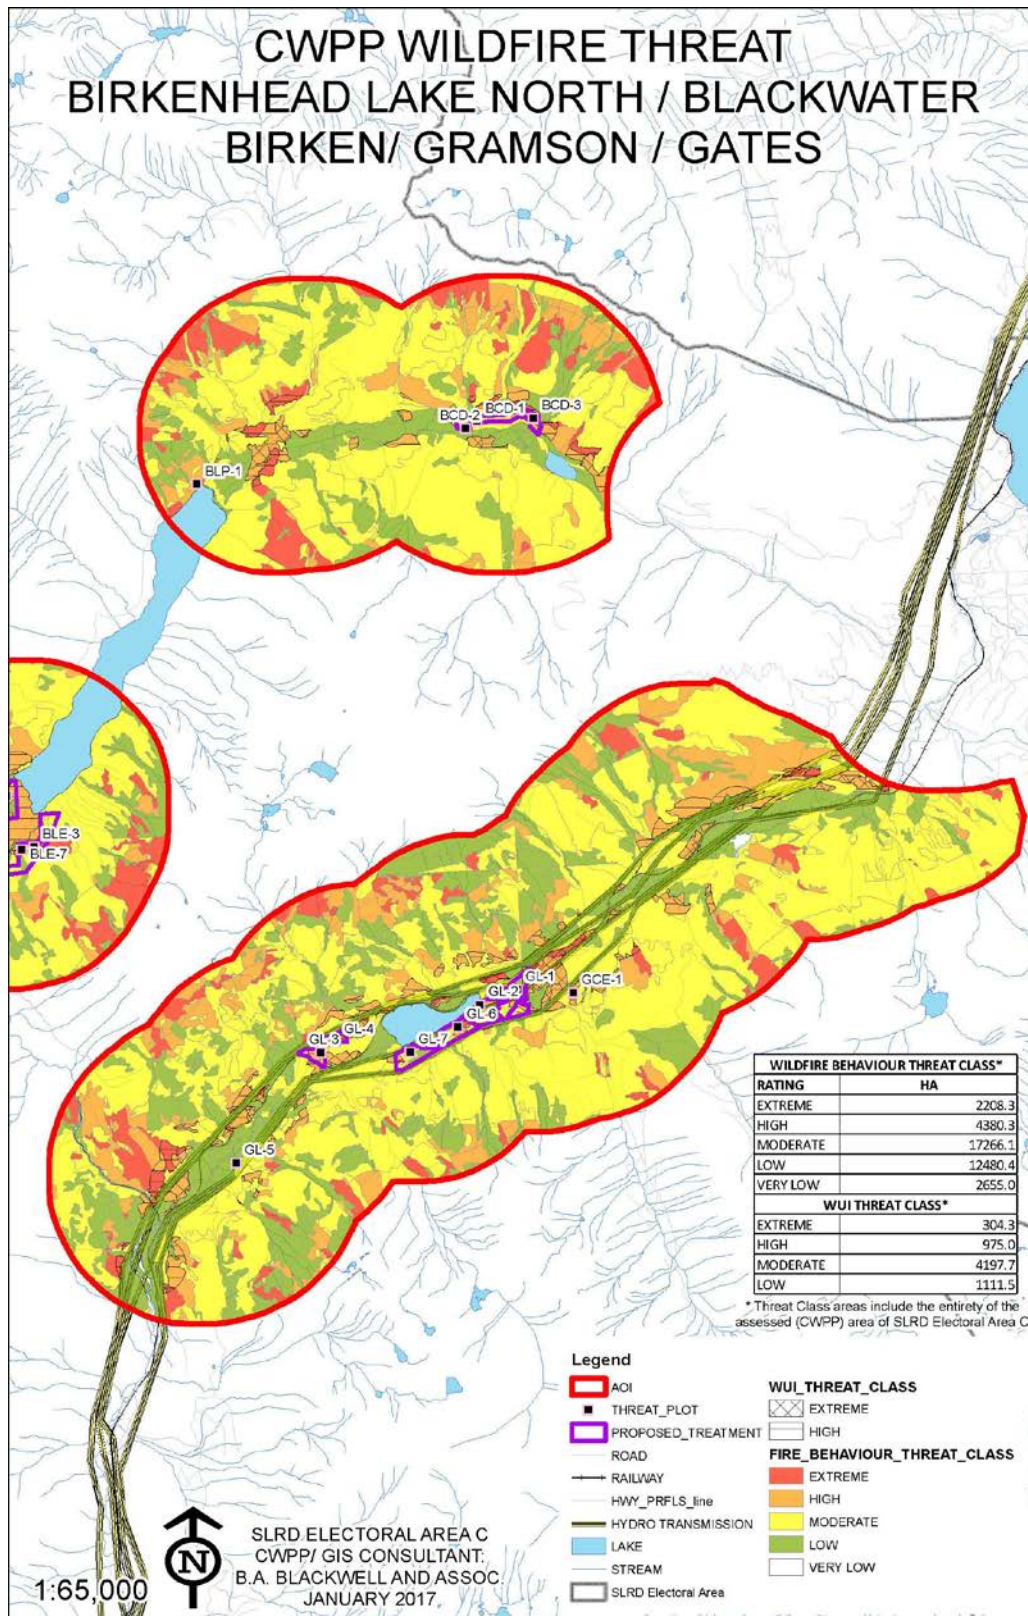 CWPP WILDFIRE THREAT
BIRKENHEAD LAKE NORTH / BLACKWATER
BIRKEN/ GRAMSON / GATES
BCD-2
BCD-1
BCD-3
BLP-1
BLE-3
BLE-7
GL-1
GCE-1
GL-2
GL-6
GL-4
GL-3
GL-7
GL-5
WILDFIRE BEHAVIOUR THREAT CLASS*
RATING HA
EXTREME 2208.3
HIGH 4380.3
MODERATE 17266.1
LOW 12480.4
VERY LOW 2655.0
WUI THREAT CLASS*
EXTREME 304.3
HIGH 975.0
MODERATE 4197.7
LOW 1111.5
* Threat Class areas include the entirety of the
assessed (CWPP) area of SLRD Electoral Area C
Legend
AOI
THREAT_PLOT
PROPOSED_TREATMENT
ROAD
RAILWAY
HWY_PRFLS_line
HYDRO TRANSMISSION
LAKE
STREAM
SLRD Electoral Area
WUI_THREAT_CLASS
EXTREME
HIGH
FIRE_BEHAVIOUR_THREAT_CLASS
EXTREME
HIGH
MODERATE
LOW
VERY LOW
1:65,000
N
SLRD ELECTORAL AREA C
CWPP/ GIS CONSULTANT:
B.A. BLACKWELL AND ASSOC.
JANUARY 2017